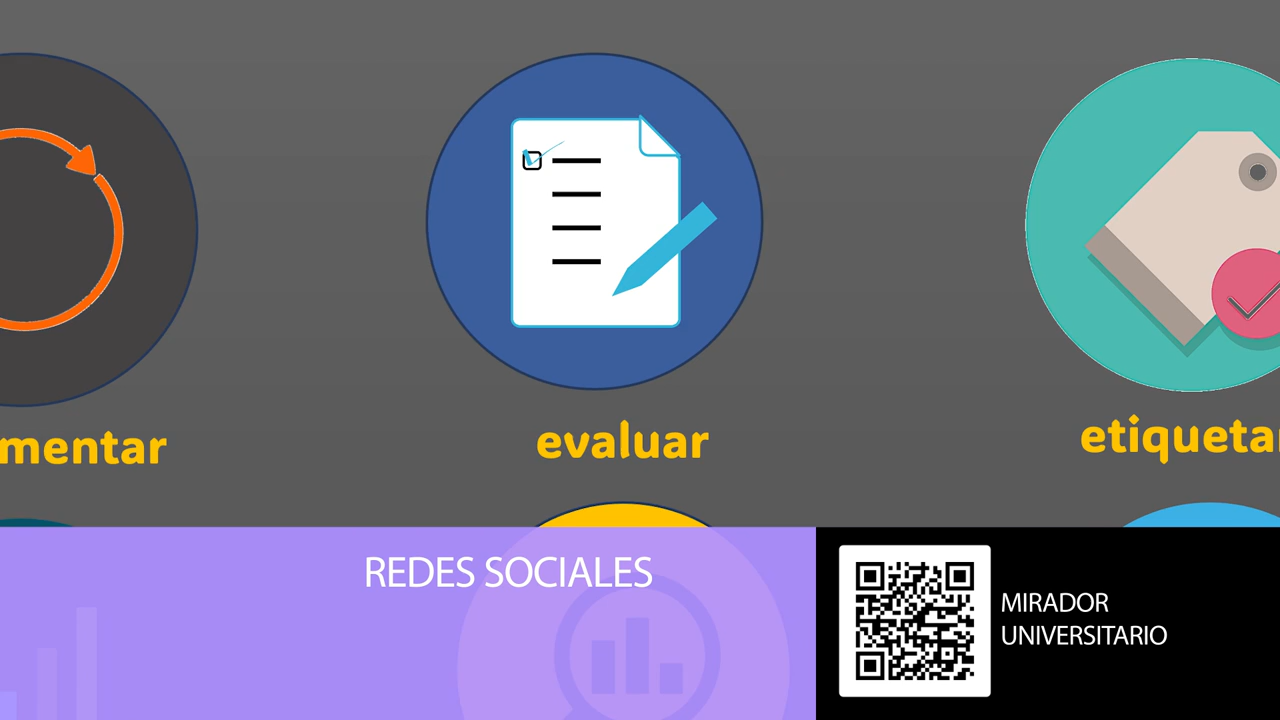 mentar
evaluar
etiquetar
REDES SOCIALES
MIRADOR
UNIVERSITARIO